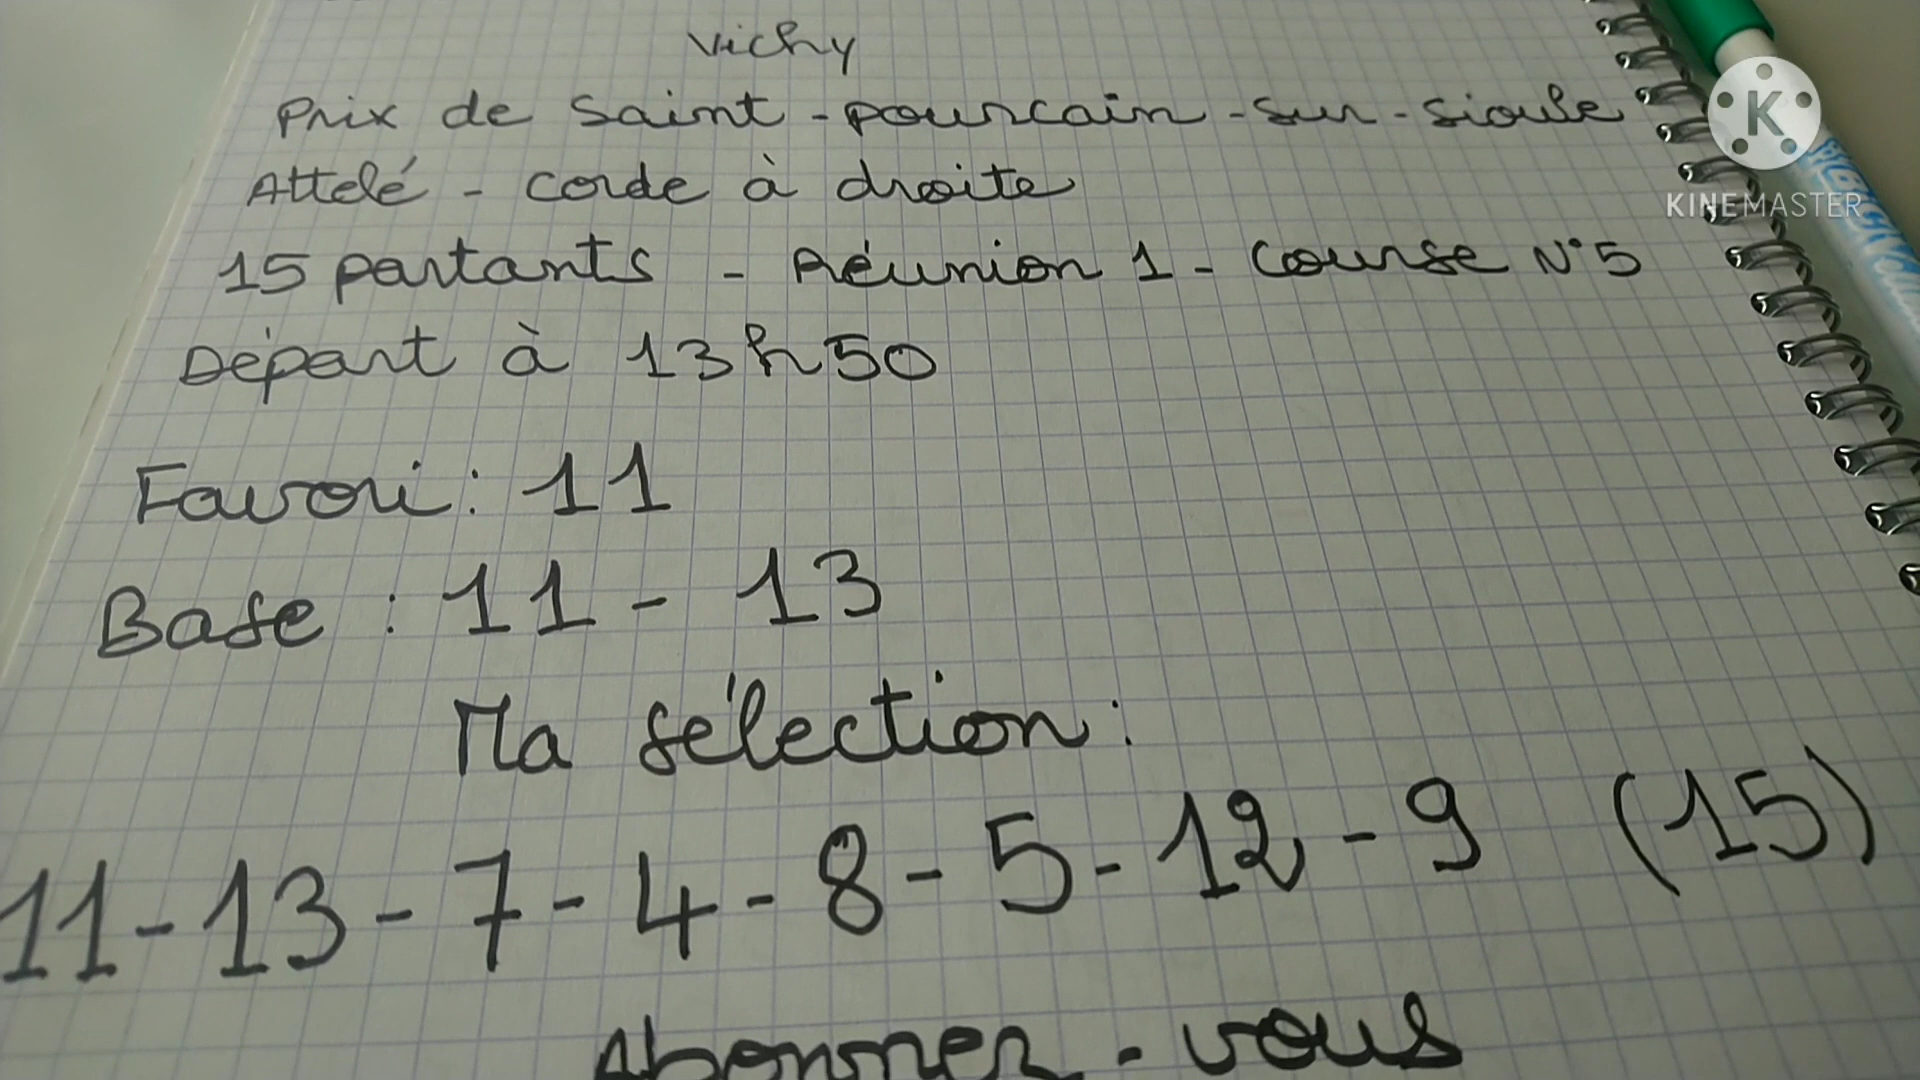 Vichy
Prix de Saint-pourcain-sur-sioule
Attelé - corde à droite
15 partants - Réunion 1 - Course N°5
Départ à 13h50
Favori : 11
Base : 11 - 13
Ma sélection :
11-13-7-4-8-5-12-9 (15)
Abonnez-vous
K
KINEMASTER